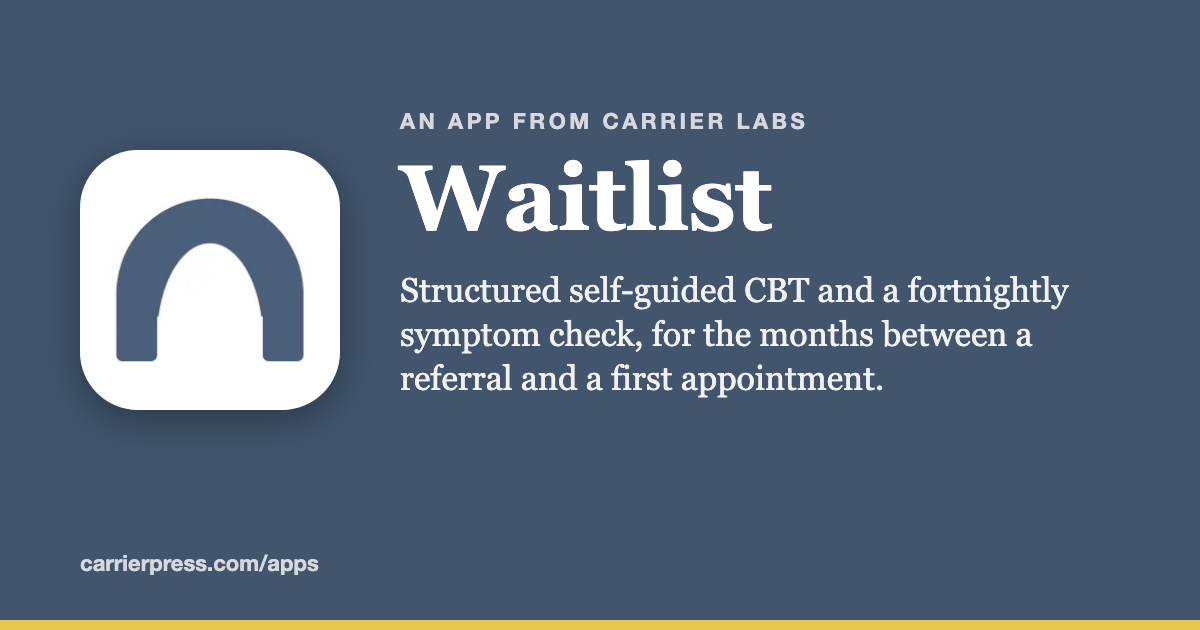 AN APP FROM CARRIER LABS
Waitlist
Structured self-guided CBT and a fortnightly
symptom check, for the months between a
referral and a first appointment.
carrierpress.com/apps